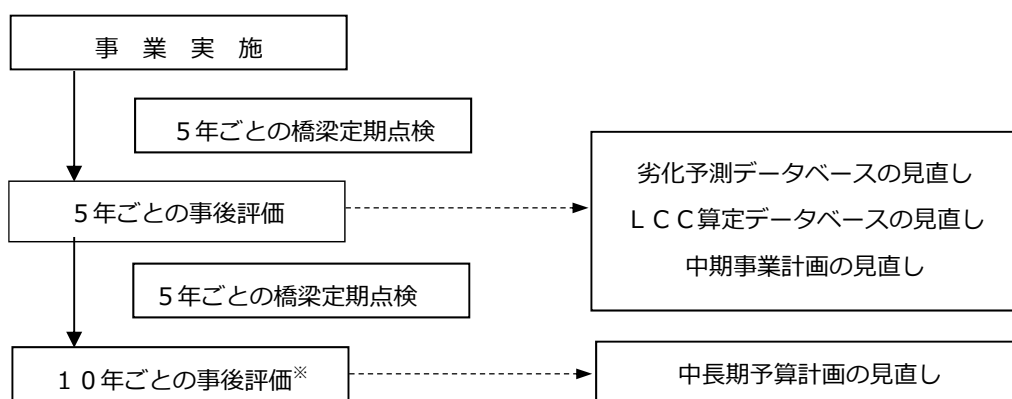 事 業 実 施
５年ごとの橋梁定期点検
５年ごとの事後評価
劣化予測データベースの見直し
ＬＣＣ算定データベースの見直し
中期事業計画の見直し
５年ごとの橋梁定期点検
１０年ごとの事後評価※
中長期予算計画の見直し